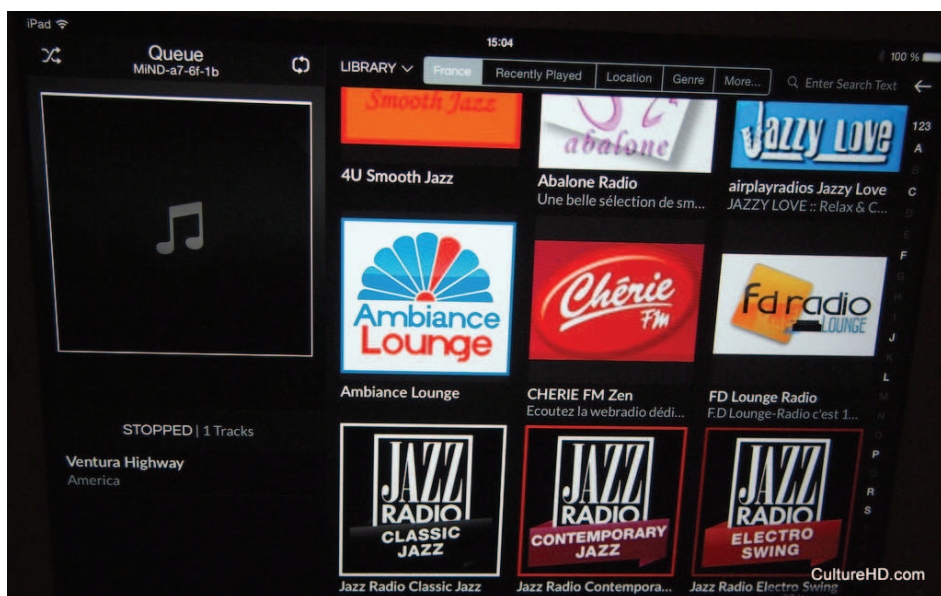 iPad
15:04
100 %
Queue
MiND-a7-6f-1b
LIBRARY
France
Recently Played
Location
Genre
More...
Enter Search Text
Smooth Jazz
abalone
Jazzy Love
4U Smooth Jazz
Abalone Radio
Une belle sélection de sm...
airplayradios Jazzy Love
JAZZY LOVE :: Relax & C...
Ambiance
Lounge
Chérie
FM
fd radio
LOUNGE
Ambiance Lounge
CHERIE FM Zen
Ecoutez la webradio dédi...
FD Lounge Radio
F.D Lounge-Radio c'est 1...
STOPPED | 1 Tracks
Ventura Highway
America
JAZZ
RADIO
CLASSIC
JAZZ
JAZZ
RADIO
CONTEMPORARY
JAZZ
JAZZ
RADIO
ELECTRO
SWING
Jazz Radio Classic Jazz
Jazz Radio Contempora...
Jazz Radio Electro Swing
123
A
B
C
D
E
F
G
H
I
J
K
L
M
N
O
P
Q
R
S
CultureHD.com